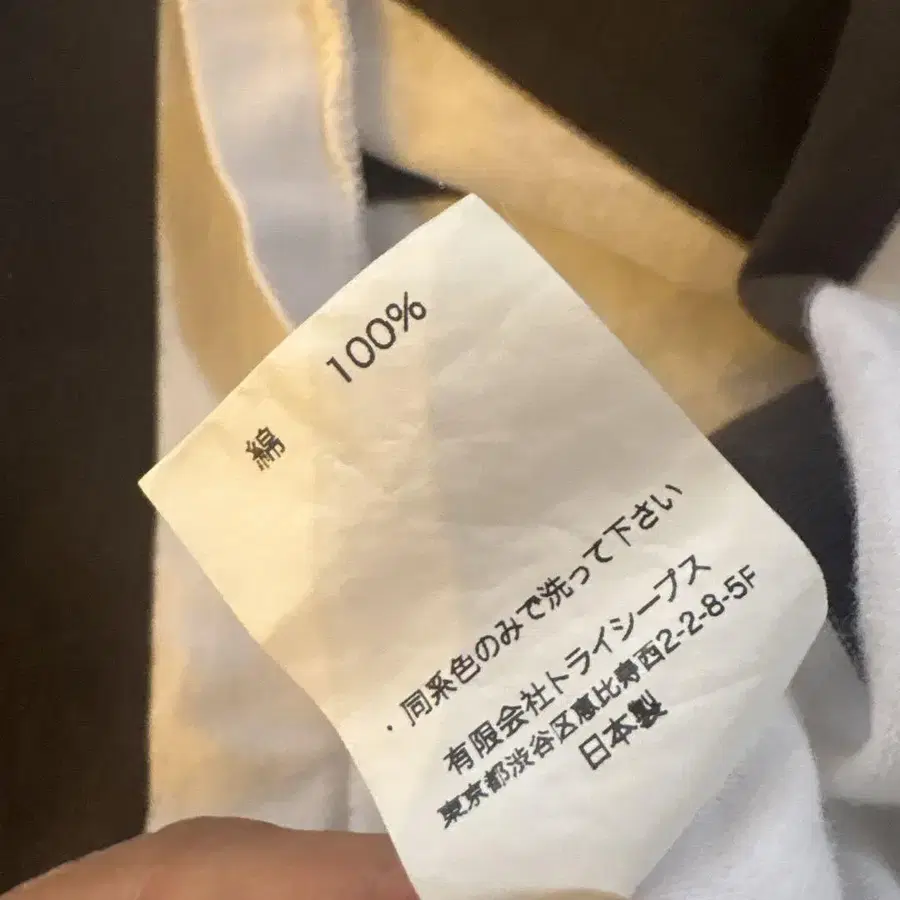 綿 100%
・同系色のみで洗って下さい
有限会社トライシープス
東京都渋谷区恵比寿西2-2-8-5F
日本製